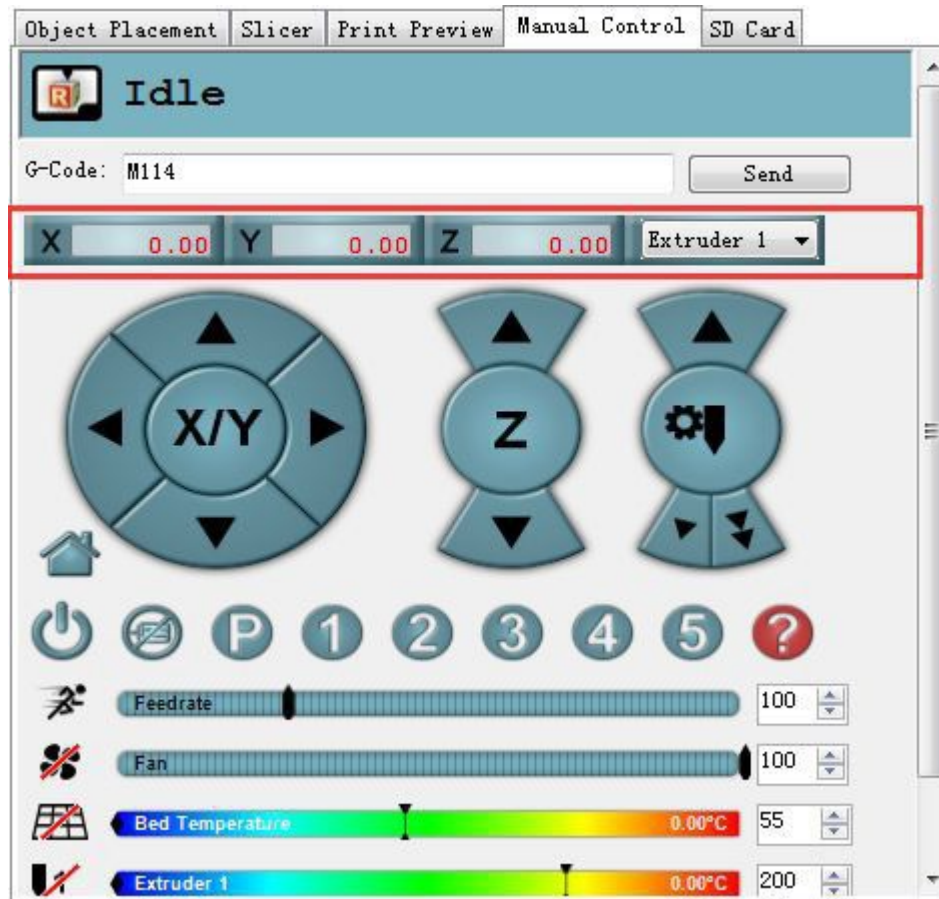 Object Placement Slicer Print Preview Manual Control SD Card
R Idle
G-Code: M114 Send
X 0.00 Y 0.00 Z 0.00 Extruder 1
X/Y Z
P 1 2 3 4 5 ?
Feedrate 100
Fan 100
Bed Temperature 0.00°C 55
1 Extruder 1 0.00°C 200